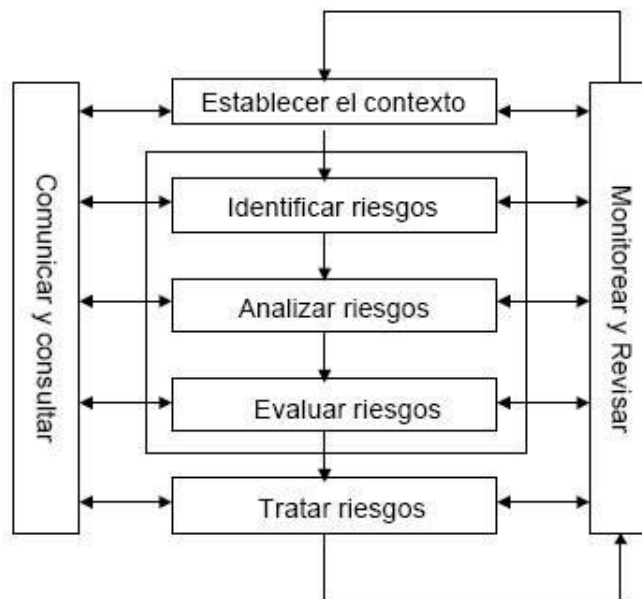 Establecer el contexto
Identificar riesgos
Analizar riesgos
Evaluar riesgos
Tratar riesgos
Comunicar y consultar
Monitorear y Revisar